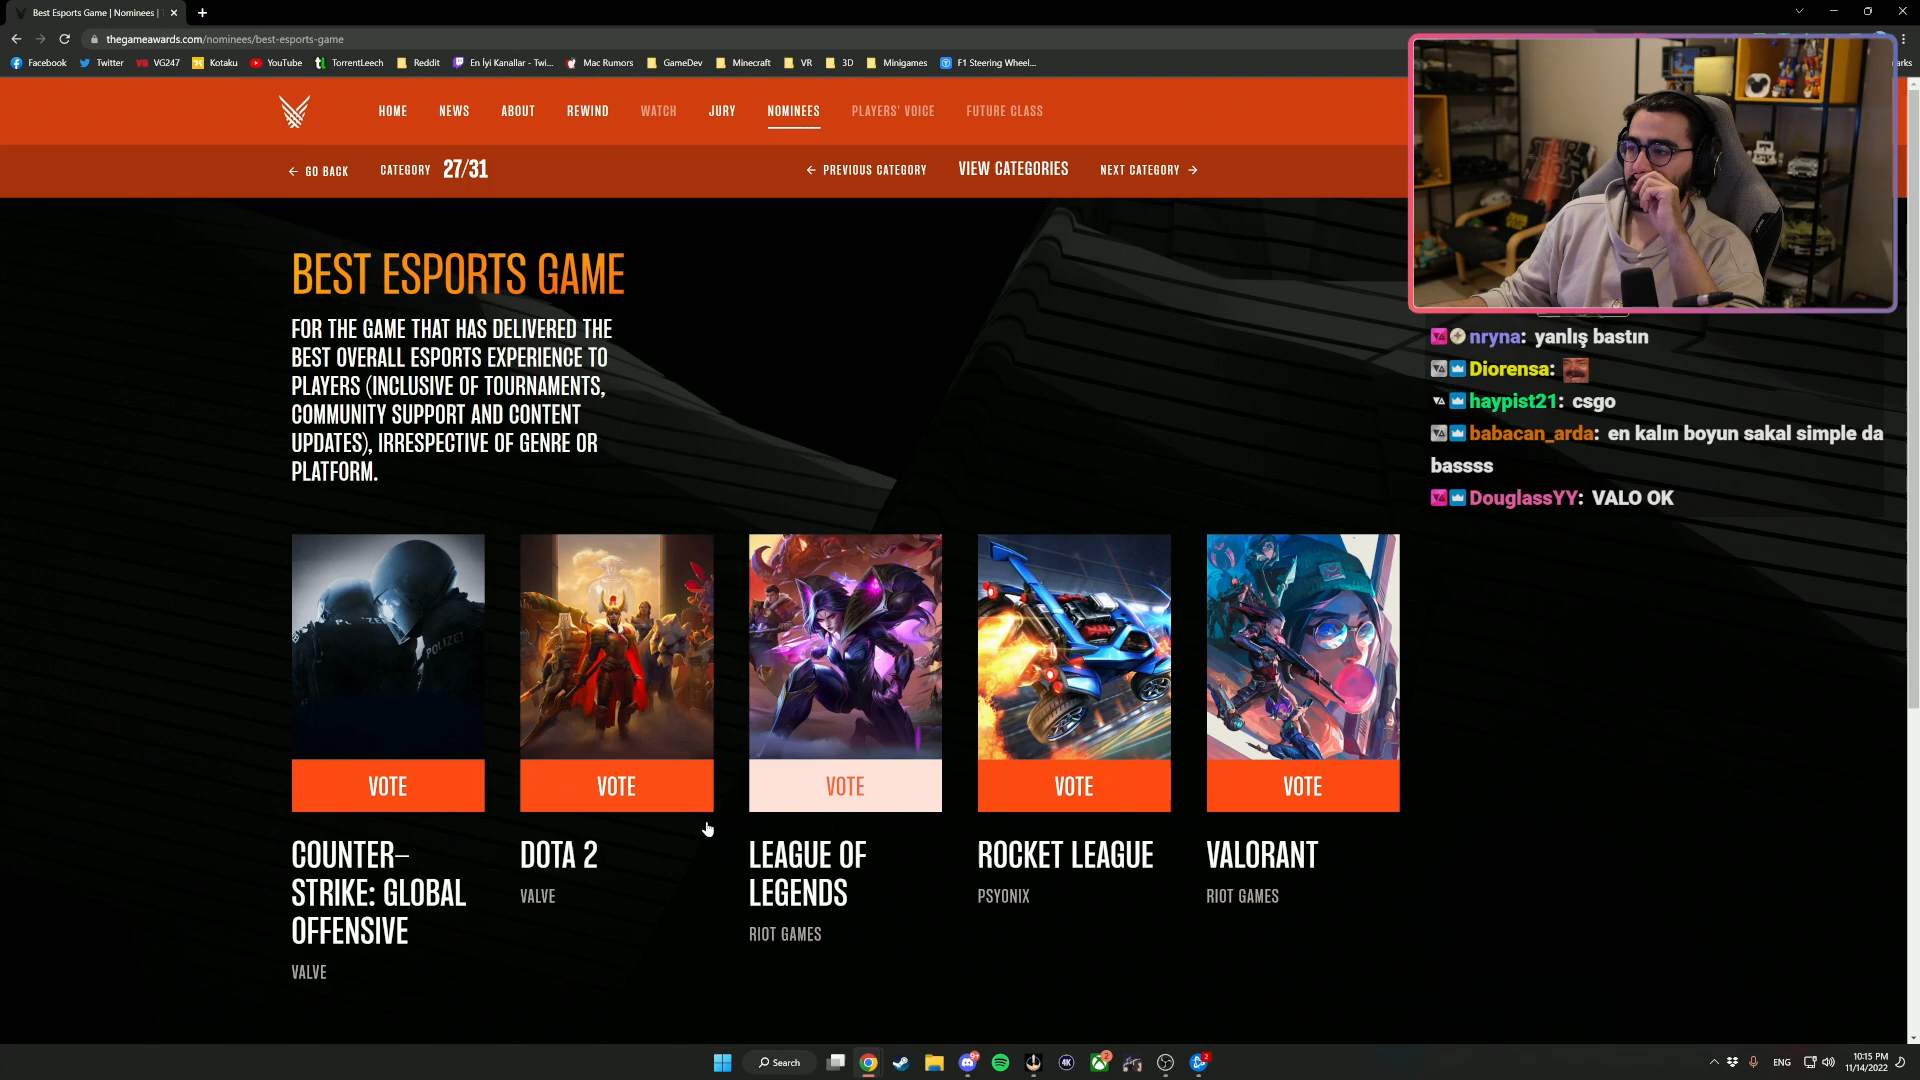 Best Esports Game | Nominees |
thegameawards.com/nominees/best-esports-game
Facebook Twitter VG247 Kotaku YouTube TorrentLeech Reddit En İyi Kanallar - Twi... Mac Rumors GameDev Minecraft VR 3D Minigames F1 Steering Wheel...
HOME NEWS ABOUT REWIND WATCH JURY NOMINEES PLAYERS' VOICE FUTURE CLASS
← GO BACK CATEGORY 27/31 ← PREVIOUS CATEGORY VIEW CATEGORIES NEXT CATEGORY →
BEST ESPORTS GAME
FOR THE GAME THAT HAS DELIVERED THE
BEST OVERALL ESPORTS EXPERIENCE TO
PLAYERS (INCLUSIVE OF TOURNAMENTS,
COMMUNITY SUPPORT AND CONTENT
UPDATES), IRRESPECTIVE OF GENRE OR
PLATFORM.
nryna: yanlış bastın
Diorensa:
haypist21: csgo
babacan_arda: en kalın boyun sakal simple da
bassss
DouglassYY: VALO OK
POLIZEI
VOTE VOTE VOTE VOTE VOTE
COUNTER–
STRIKE: GLOBAL
OFFENSIVE
VALVE
DOTA 2
VALVE
LEAGUE OF
LEGENDS
RIOT GAMES
ROCKET LEAGUE
PSYONIX
VALORANT
RIOT GAMES
Search
4K
ENG
10:15 PM
11/14/2022